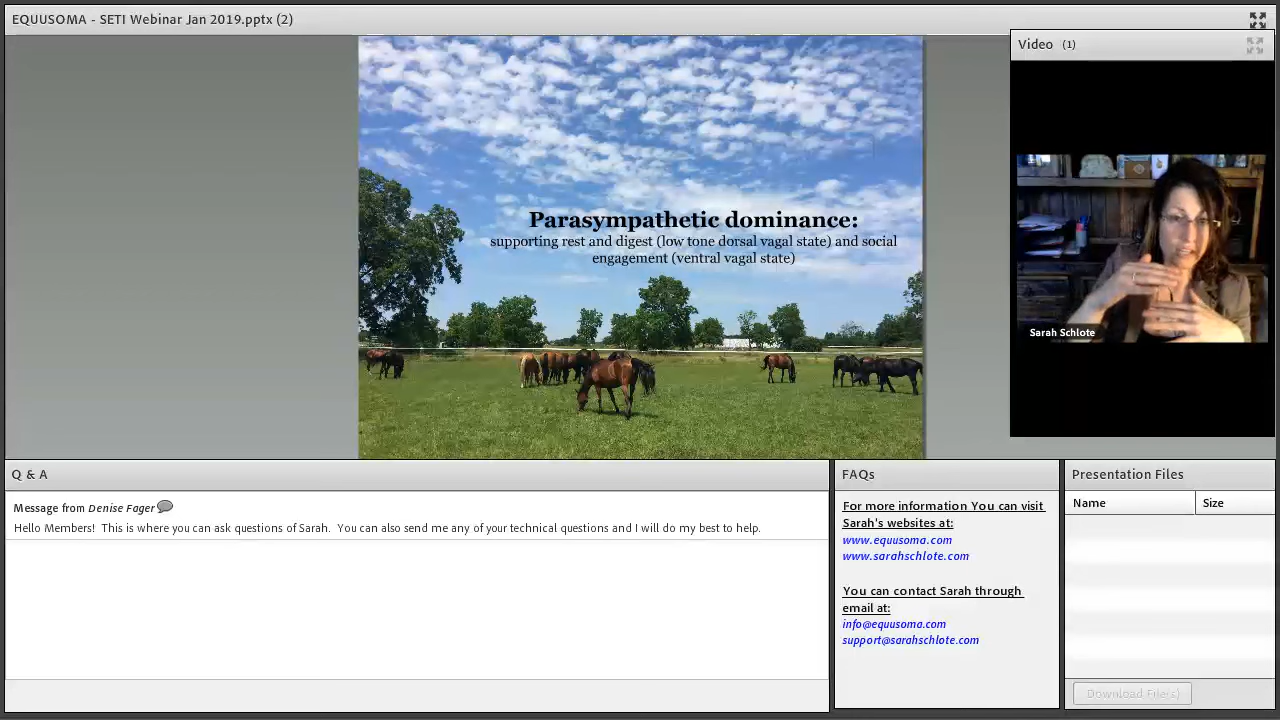 EQUUSOMA - SETI Webinar Jan 2019.pptx (2)
Video (1)
Parasympathetic dominance:
supporting rest and digest (low tone dorsal vagal state) and social
engagement (ventral vagal state)
Sarah Schlote
Q & A
Message from Denise Fager
Hello Members!  This is where you can ask questions of Sarah.  You can also send me any of your technical questions and I will do my best to help.
FAQs
For more information You can visit
Sarah's websites at:
www.equusoma.com
www.sarahschlote.com
You can contact Sarah through
email at:
info@equusoma.com
support@sarahschlote.com
Presentation Files
Name Size
Download File(s)